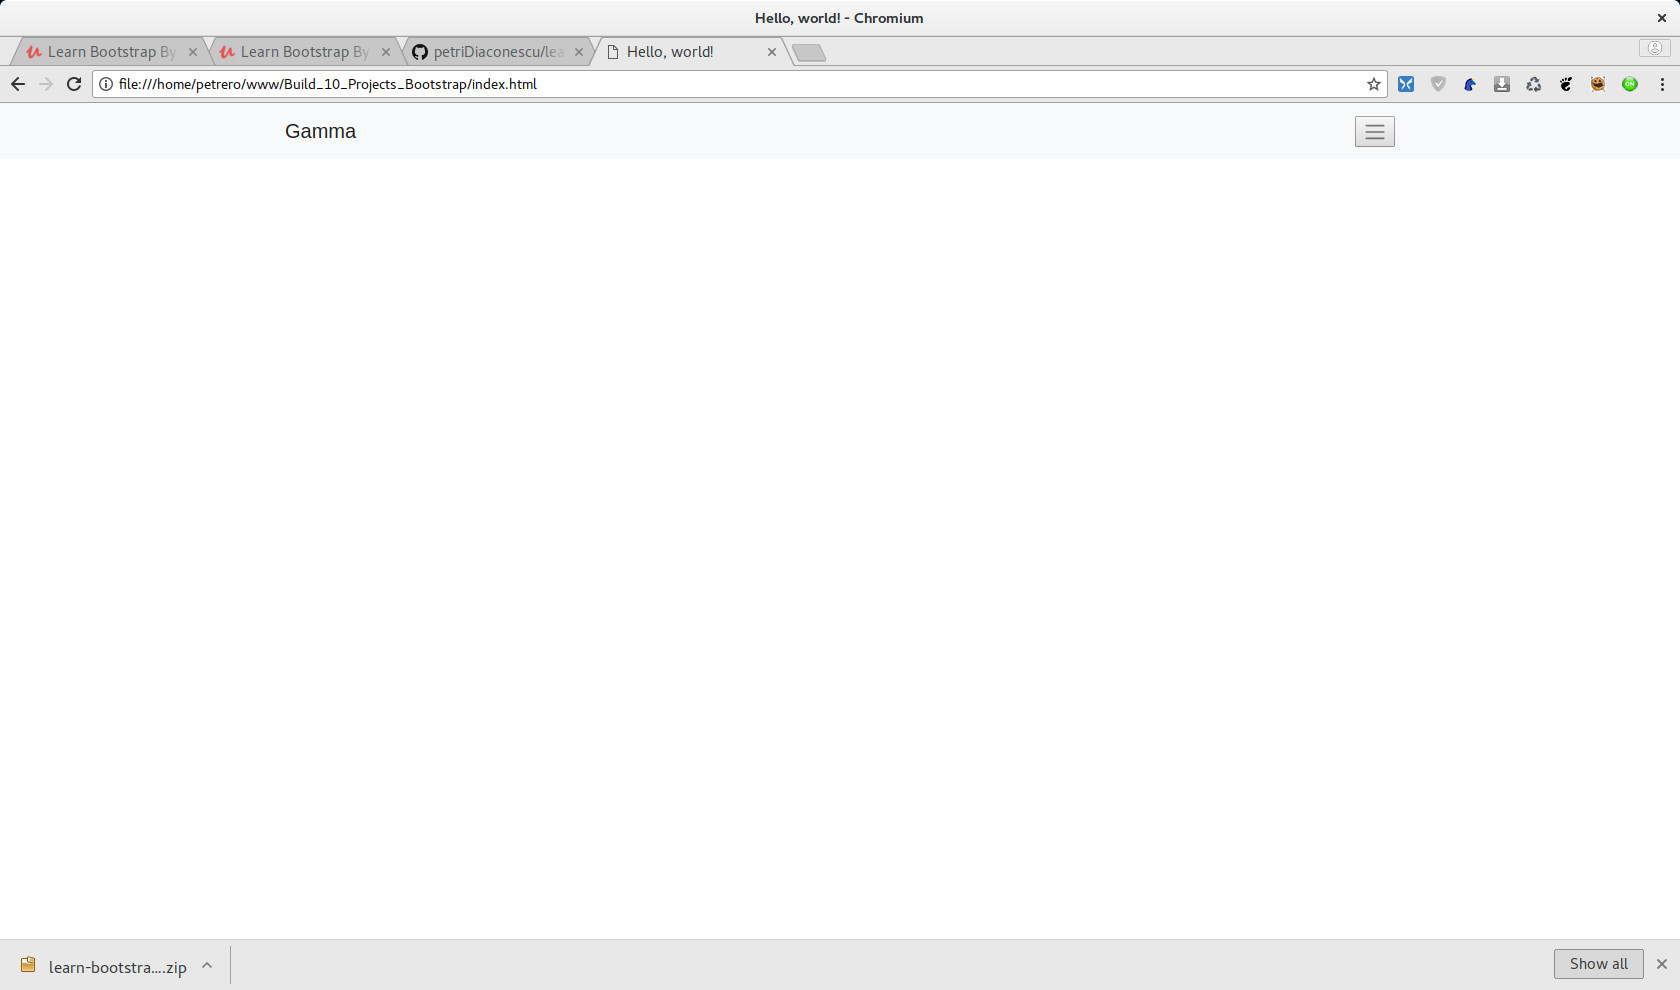 Hello, world! - Chromium
Learn Bootstrap By
Learn Bootstrap By
petriDiaconescu/lea
Hello, world!
file:///home/petrero/www/Build_10_Projects_Bootstrap/index.html
ON
Gamma
learn-bootstra....zip
Show all